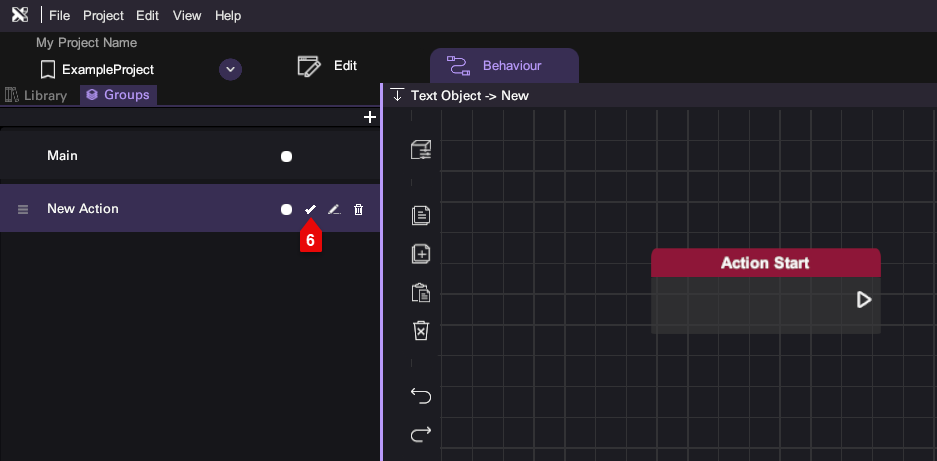 File Project Edit View Help
My Project Name
ExampleProject
Edit
Behaviour
Library
Groups
Text Object -> New
Main
New Action
6
Action Start